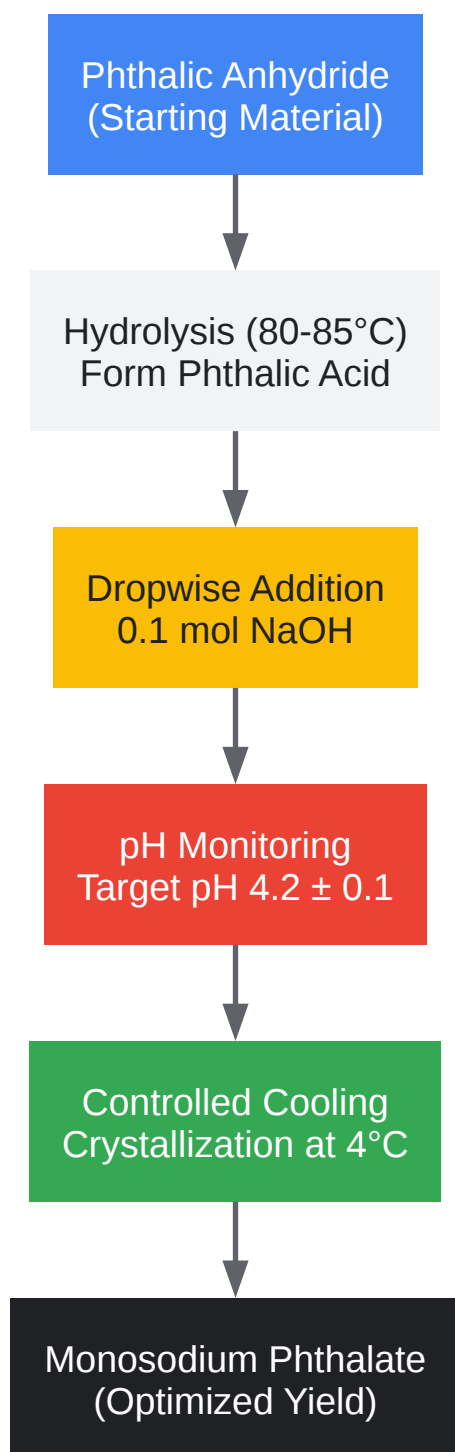 Phthalic Anhydride
(Starting Material)
Hydrolysis (80-85°C)
Form Phthalic Acid
Dropwise Addition
0.1 mol NaOH
pH Monitoring
Target pH 4.2 ± 0.1
Controlled Cooling
Crystallization at 4°C
Monosodium Phthalate
(Optimized Yield)